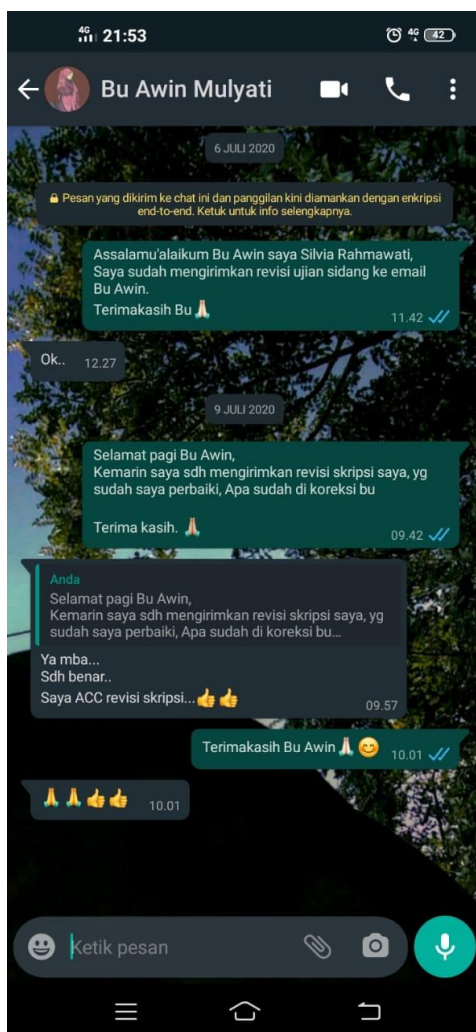 4G 21:53 4G 42
Bu Awin Mulyati
6 JULI 2020
Pesan yang dikirim ke chat ini dan panggilan kini diamankan dengan enkripsi
end-to-end. Ketuk untuk info selengkapnya.
Assalamu'alaikum Bu Awin saya Silvia Rahmawati,
Saya sudah mengirimkan revisi ujian sidang ke email
Bu Awin.
Terimakasih Bu🙏🏻
11.42
Ok.. 12.27
9 JULI 2020
Selamat pagi Bu Awin,
Kemarin saya sdh mengirimkan revisi skripsi saya, yg
sudah saya perbaiki, Apa sudah di koreksi bu
Terima kasih. 🙏🏻
09.42
Anda
Selamat pagi Bu Awin,
Kemarin saya sdh mengirimkan revisi skripsi saya, yg
sudah saya perbaiki, Apa sudah di koreksi bu...
Ya mba...
Sdh benar..
Saya ACC revisi skripsi...👍👍
09.57
Terimakasih Bu Awin🙏🏻😊 10.01
🙏🙏👍👍 10.01
Ketik pesan